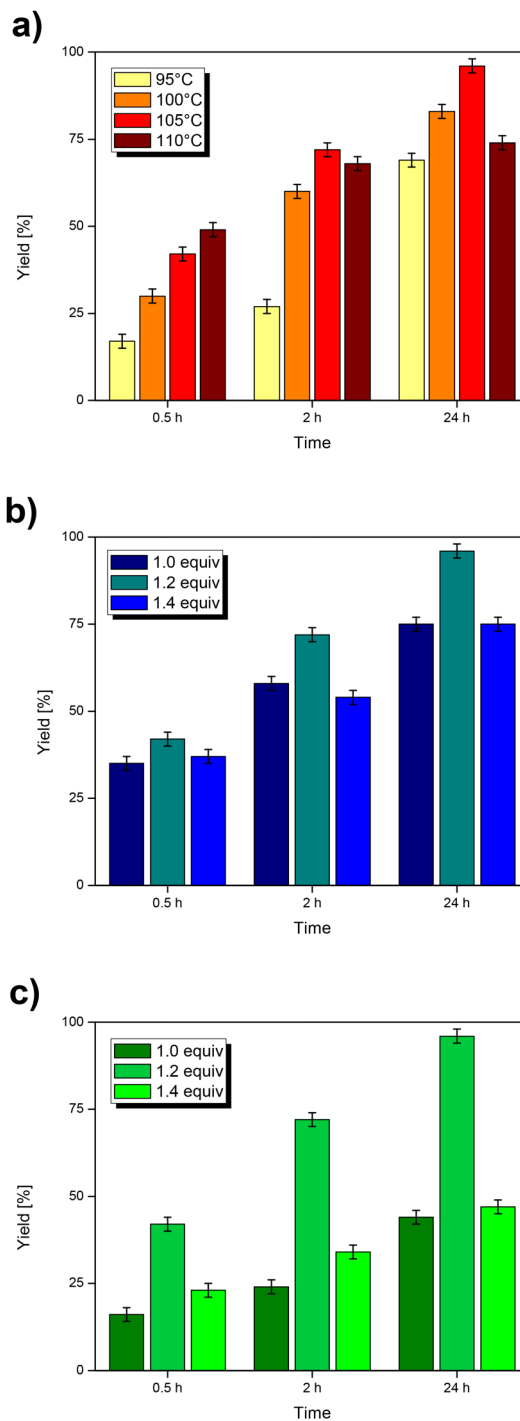 a)
100
75
50
25
0
Yield [%]
95°C
100°C
105°C
110°C
0.5 h 2 h 24 h
Time
b)
100
75
50
25
0
Yield [%]
1.0 equiv
1.2 equiv
1.4 equiv
0.5 h 2 h 24 h
Time
c)
100
75
50
25
0
Yield [%]
1.0 equiv
1.2 equiv
1.4 equiv
0.5 h 2 h 24 h
Time